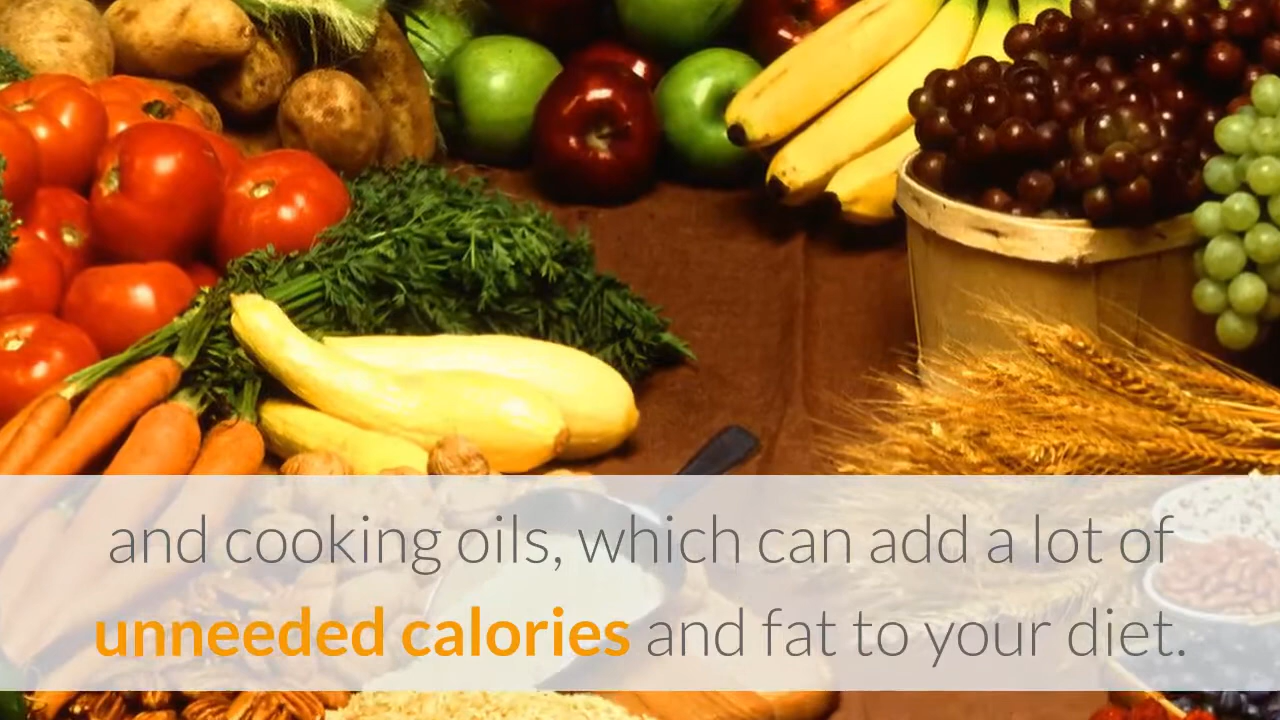 and cooking oils, which can add a lot of
unneeded calories and fat to your diet.